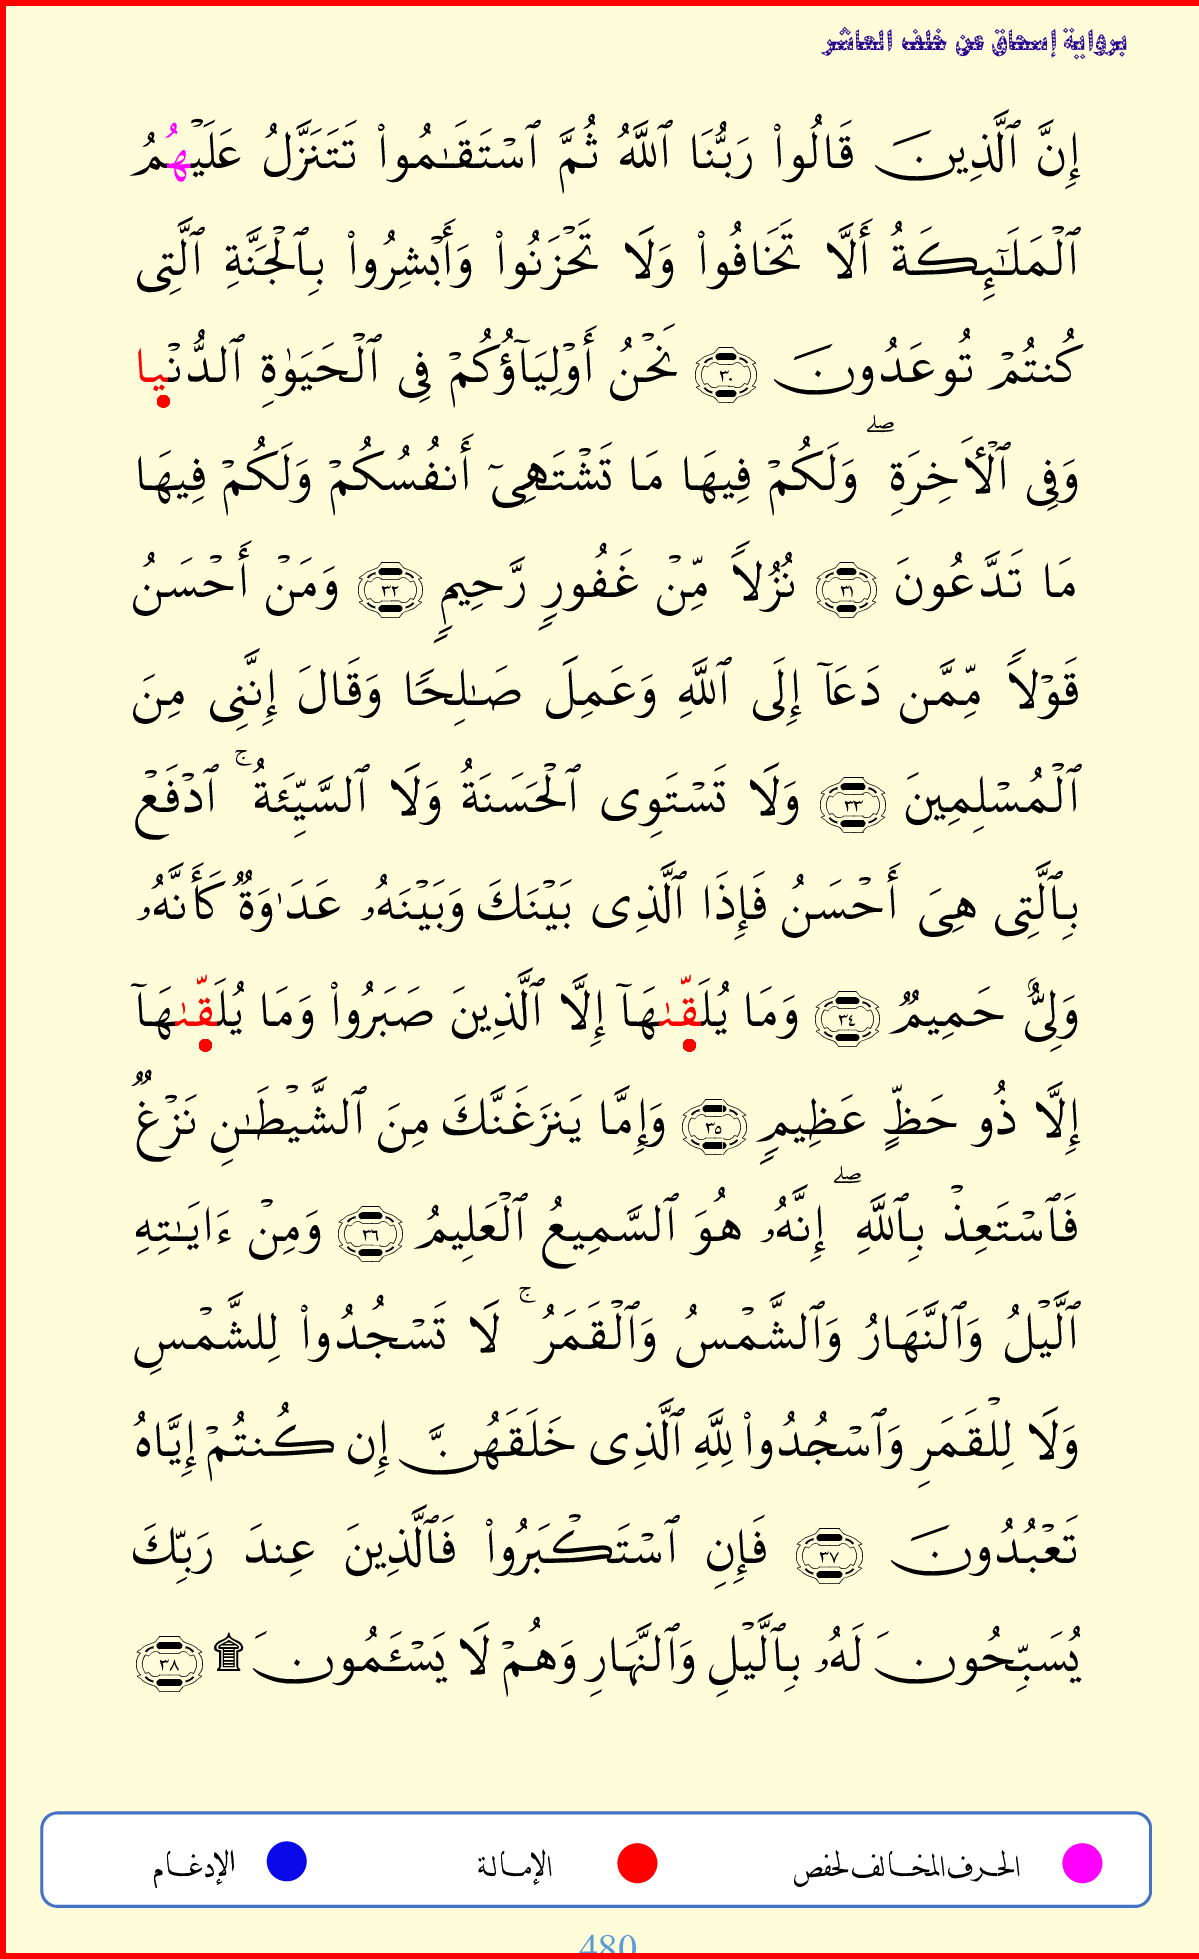 برواية إسحاق عن خلف العاشر
إِنَّ ٱلَّذِينَ قَالُوا۟ رَبُّنَا ٱللَّهُ ثُمَّ ٱسْتَقَـٰمُوا۟ تَتَنَزَّلُ عَلَيْهُمُ
ٱلْمَلَـٰٓئِكَةُ أَلَّا تَخَافُوا۟ وَلَا تَحْزَنُوا۟ وَأَبْشِرُوا۟ بِٱلْجَنَّةِ ٱلَّتِى
كُنتُمْ تُوعَدُونَ ٣٠ نَحْنُ أَوْلِيَآؤُكُمْ فِى ٱلْحَيَوٰةِ ٱلدُّنْيا
وَفِى ٱلْـَٔاخِرَةِ ۖ وَلَكُمْ فِيهَا مَا تَشْتَهِىٓ أَنفُسُكُمْ وَلَكُمْ فِيهَا
مَا تَدَّعُونَ ٣١ نُزُلًا مِّنْ غَفُورٍ رَّحِيمٍ ٣٢ وَمَنْ أَحْسَنُ
قَوْلًا مِّمَّن دَعَآ إِلَى ٱللَّهِ وَعَمِلَ صَـٰلِحًا وَقَالَ إِنَّنِى مِنَ
ٱلْمُسْلِمِينَ ٣٣ وَلَا تَسْتَوِى ٱلْحَسَنَةُ وَلَا ٱلسَّيِّئَةُ ۚ ٱدْفَعْ
بِٱلَّتِى هِىَ أَحْسَنُ فَإِذَا ٱلَّذِى بَيْنَكَ وَبَيْنَهُۥ عَدَٰوَةٌ كَأَنَّهُۥ
وَلِىٌّ حَمِيمٌ ٣٤ وَمَا يُلَقّىٰهَآ إِلَّا ٱلَّذِينَ صَبَرُوا۟ وَمَا يُلَقّىٰهَآ
إِلَّا ذُو حَظٍّ عَظِيمٍ ٣٥ وَإِمَّا يَنزَغَنَّكَ مِنَ ٱلشَّيْطَـٰنِ نَزْغٌ
فَٱسْتَعِذْ بِٱللَّهِ ۖ إِنَّهُۥ هُوَ ٱلسَّمِيعُ ٱلْعَلِيمُ ٣٦ وَمِنْ ءَايَـٰتِهِ
ٱلَّيْلُ وَٱلنَّهَارُ وَٱلشَّمْسُ وَٱلْقَمَرُ ۚ لَا تَسْجُدُوا۟ لِلشَّمْسِ
وَلَا لِلْقَمَرِ وَٱسْجُدُوا۟ لِلَّهِ ٱلَّذِى خَلَقَهُنَّ إِن كُنتُمْ إِيَّاهُ
تَعْبُدُونَ ٣٧ فَإِنِ ٱسْتَكْبَرُوا۟ فَٱلَّذِينَ عِندَ رَبِّكَ
يُسَبِّحُونَ لَهُۥ بِٱلَّيْلِ وَٱلنَّهَارِ وَهُمْ لَا يَسْـَٔمُونَ ۩ ٣٨
الحرف المخالف لحفص الإمالة الإدغام
480